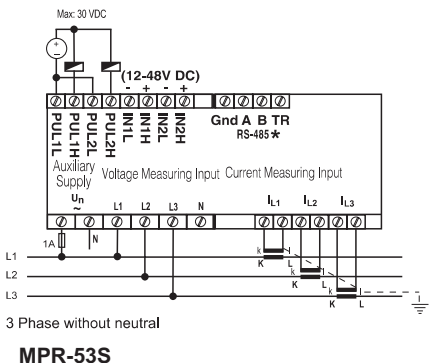 Max: 30 VDC
+
-
(12-48V DC)
- + - +
PUL1L PUL1H PUL2L PUL2H IN1L IN1H IN2L IN2H Gnd A B TR
RS-485 *
Auxiliary Supply Voltage Measuring Input Current Measuring Input
Un ~ L1 L2 L3 N IL1 IL2 IL3
1A N
k l
K L
k l
K L
k l
K L
L1
L2
L3
3 Phase without neutral
MPR-53S